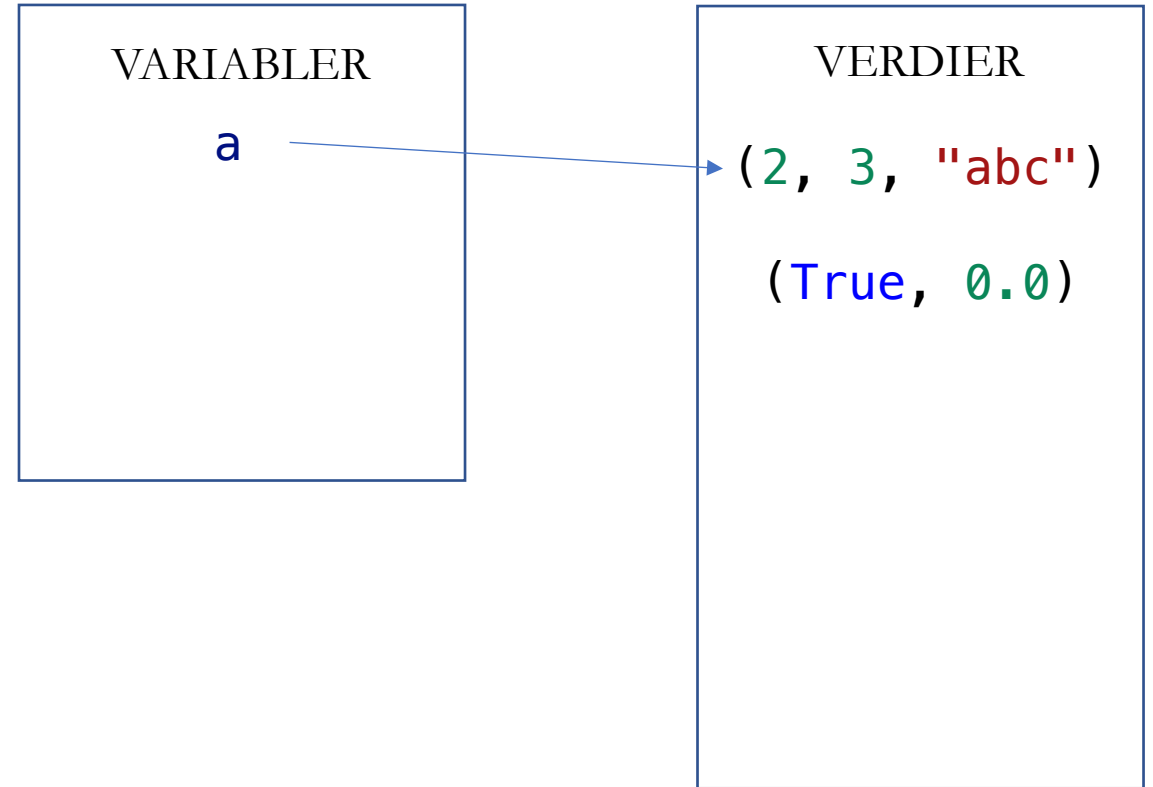 VARIABLER
a
VERDIER
(2, 3, "abc")
(True, 0.0)